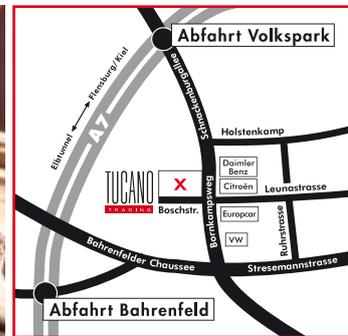 Abfahrt Volkspark
Elbtunnel ⟷ Flensburg/Kiel
A7
Schnackenburgallee
Holstenkamp
Daimler
Benz
TUCANO
TRADING
X
Citroën
Leunastrasse
Boschstr.
Bornkampsweg
Europcar
VW
Ruhrstrasse
Bahrenfelder Chaussee
Stresemannstrasse
Abfahrt Bahrenfeld